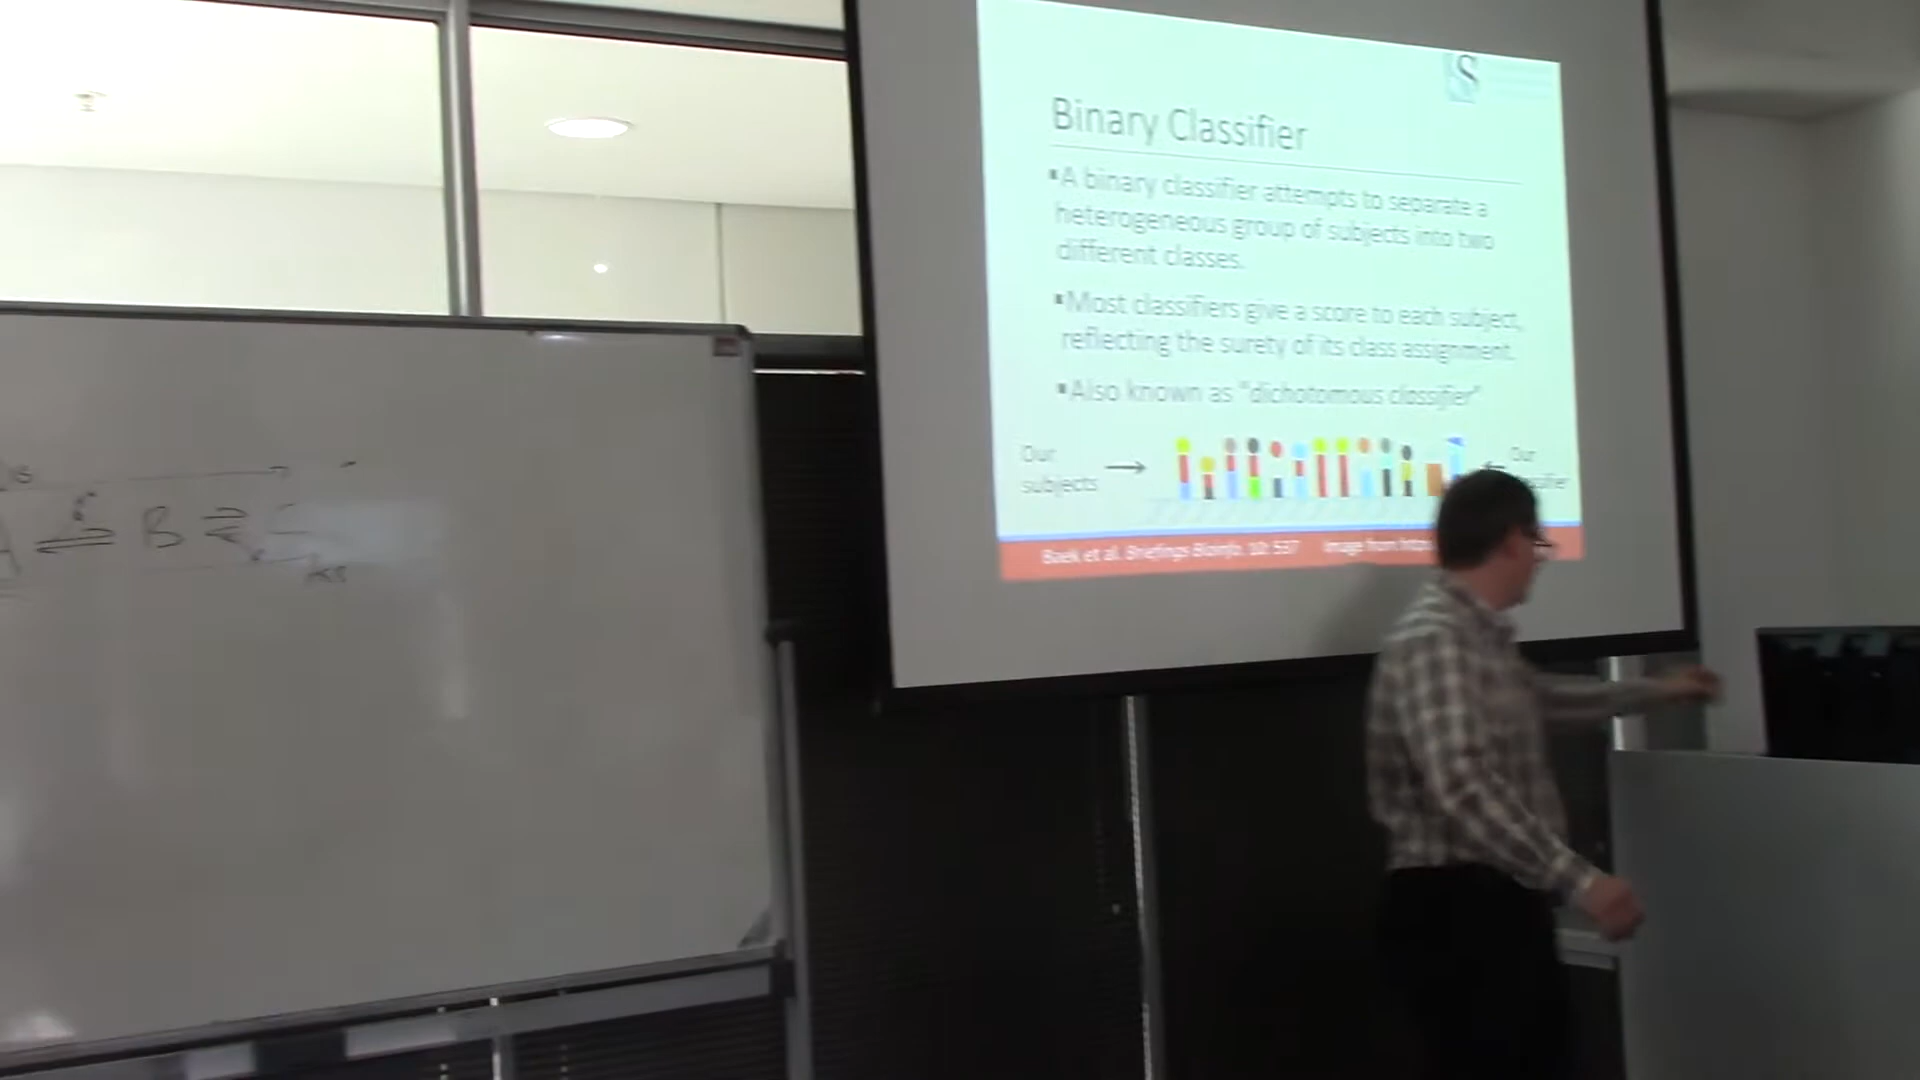 S
Binary Classifier
▪A binary classifier attempts to separate a
heterogeneous group of subjects into two
different classes.
▪Most classifiers give a score to each subject,
reflecting the surety of its class assignment.
▪Also known as "dichotomous classifier"
Our
subjects
→
Our
Baek et al. Briefings Bioinfo. 10: 537 Image from
A ⇌ B ⇌ C